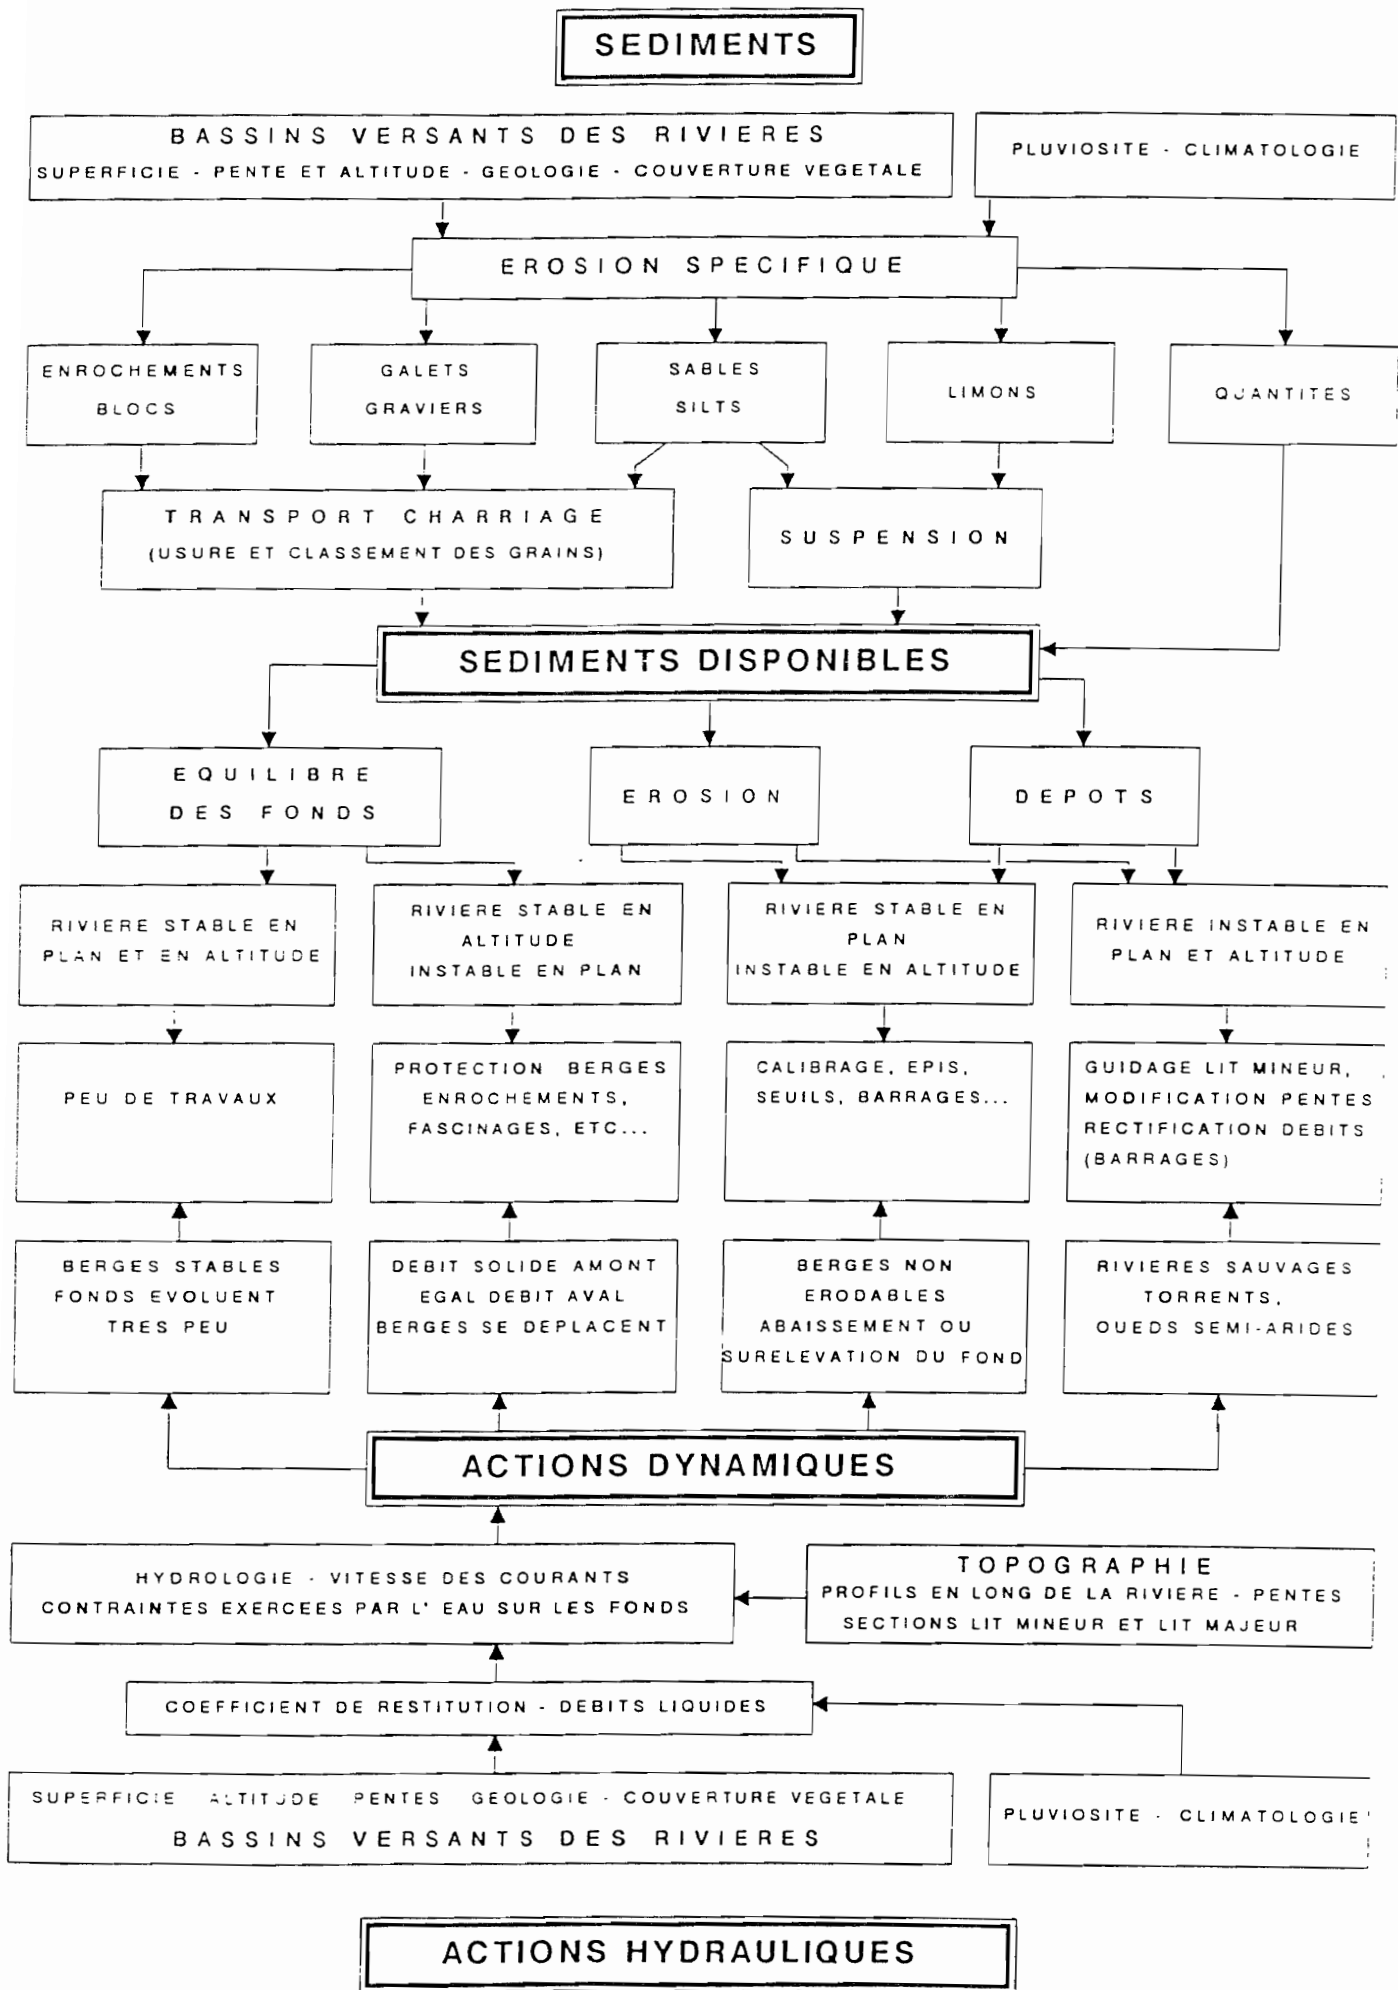 SEDIMENTS
BASSINS VERSANTS DES RIVIERES
SUPERFICIE - PENTE ET ALTITUDE - GEOLOGIE - COUVERTURE VEGETALE
PLUVIOSITE - CLIMATOLOGIE
EROSION SPECIFIQUE
ENROCHEMENTS
BLOCS
GALETS
GRAVIERS
SABLES
SILTS
LIMONS
QUANTITES
TRANSPORT CHARRIAGE
(USURE ET CLASSEMENT DES GRAINS)
SUSPENSION
SEDIMENTS DISPONIBLES
EQUILIBRE
DES FONDS
EROSION
DEPOTS
RIVIERE STABLE EN
PLAN ET EN ALTITUDE
RIVIERE STABLE EN
ALTITUDE
INSTABLE EN PLAN
RIVIERE STABLE EN
PLAN
INSTABLE EN ALTITUDE
RIVIERE INSTABLE EN
PLAN ET ALTITUDE
PEU DE TRAVAUX
PROTECTION BERGES
ENROCHEMENTS,
FASCINAGES, ETC...
CALIBRAGE, EPIS,
SEUILS, BARRAGES...
GUIDAGE LIT MINEUR,
MODIFICATION PENTES
RECTIFICATION DEBITS
(BARRAGES)
BERGES STABLES
FONDS EVOLUENT
TRES PEU
DEBIT SOLIDE AMONT
EGAL DEBIT AVAL
BERGES SE DEPLACENT
BERGES NON
ERODABLES
ABAISSEMENT OU
SURELEVATION DU FOND
RIVIERES SAUVAGES
TORRENTS,
OUEDS SEMI-ARIDES
ACTIONS DYNAMIQUES
HYDROLOGIE - VITESSE DES COURANTS
CONTRAINTES EXERCEES PAR L' EAU SUR LES FONDS
TOPOGRAPHIE
PROFILS EN LONG DE LA RIVIERE - PENTES
SECTIONS LIT MINEUR ET LIT MAJEUR
COEFFICIENT DE RESTITUTION - DEBITS LIQUIDES
SUPERFICIE ALTITUDE PENTES GEOLOGIE - COUVERTURE VEGETALE
BASSINS VERSANTS DES RIVIERES
PLUVIOSITE - CLIMATOLOGIE
ACTIONS HYDRAULIQUES